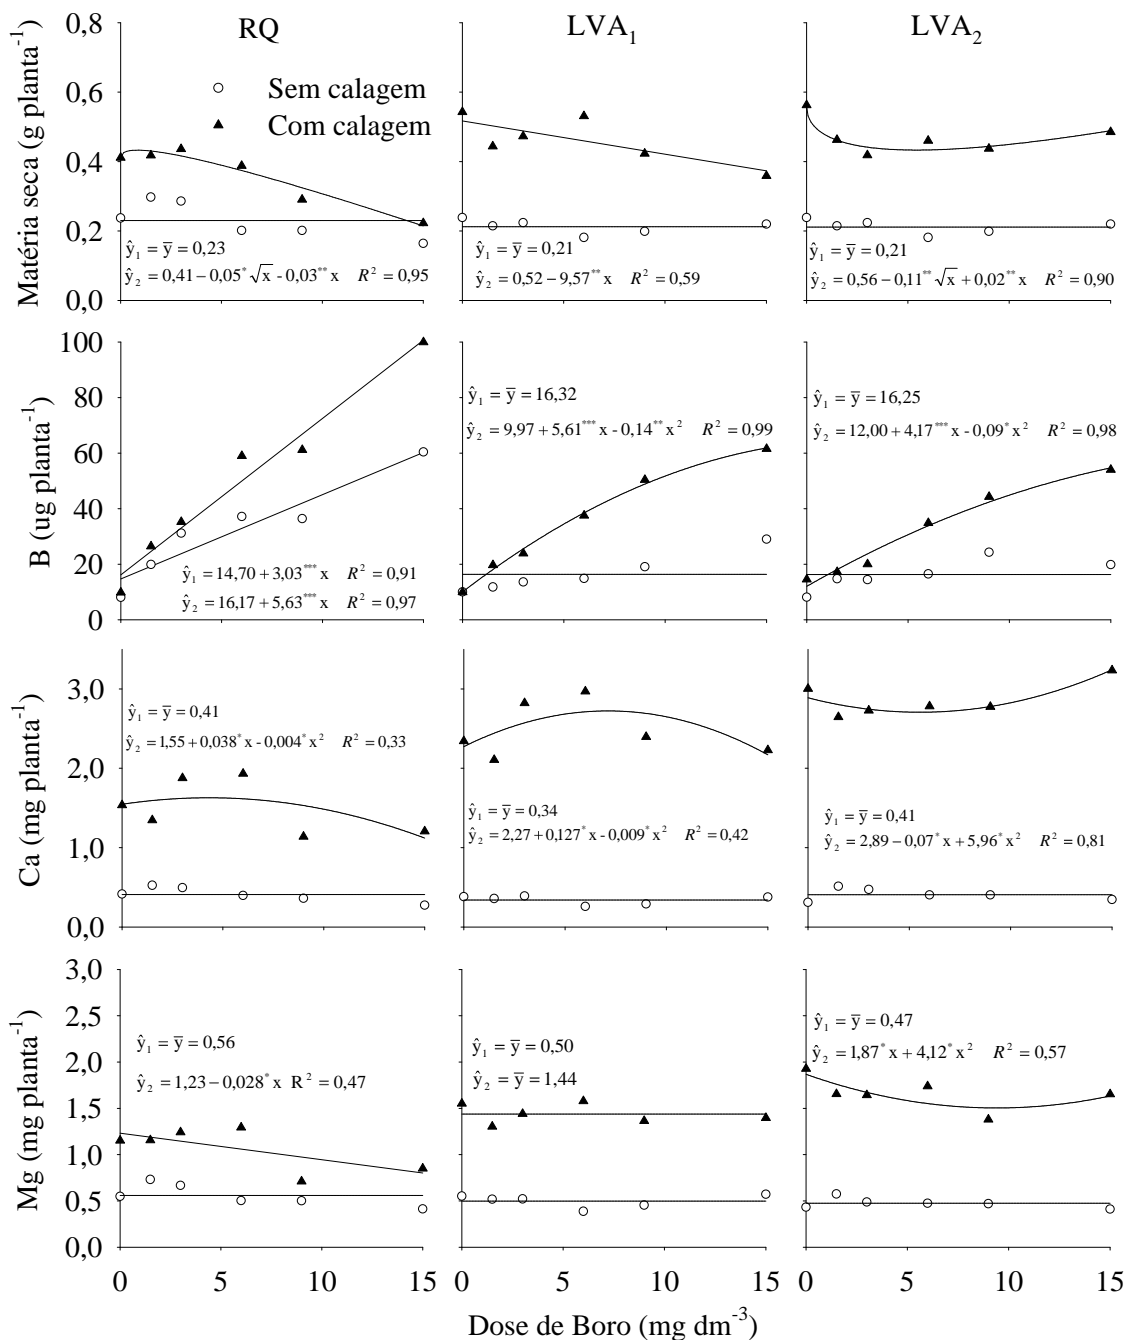 RQ
LVA₁
LVA₂
Sem calagem
Com calagem
Matéria seca (g planta⁻¹)
0,8
0,6
0,4
0,2
0,0
ŷ₁ = y̅ = 0,23
ŷ₂ = 0,41 − 0,05* √x - 0,03** x R² = 0,95
ŷ₁ = y̅ = 0,21
ŷ₂ = 0,52 − 9,57** x R² = 0,59
ŷ₁ = y̅ = 0,21
ŷ₂ = 0,56 − 0,11** √x + 0,02** x R² = 0,90
B (ug planta⁻¹)
100
80
60
40
20
0
ŷ₁ = 14,70 + 3,03*** x R² = 0,91
ŷ₂ = 16,17 + 5,63*** x R² = 0,97
ŷ₁ = y̅ = 16,32
ŷ₂ = 9,97 + 5,61*** x - 0,14** x² R² = 0,99
ŷ₁ = y̅ = 16,25
ŷ₂ = 12,00 + 4,17*** x - 0,09* x² R² = 0,98
Ca (mg planta⁻¹)
3,0
2,0
1,0
0,0
ŷ₁ = y̅ = 0,41
ŷ₂ = 1,55 + 0,038* x - 0,004* x² R² = 0,33
ŷ₁ = y̅ = 0,34
ŷ₂ = 2,27 + 0,127* x - 0,009* x² R² = 0,42
ŷ₁ = y̅ = 0,41
ŷ₂ = 2,89 − 0,07* x + 5,96* x² R² = 0,81
Mg (mg planta⁻¹)
3,0
2,5
2,0
1,5
1,0
0,5
0,0
ŷ₁ = y̅ = 0,56
ŷ₂ = 1,23 − 0,028* x R² = 0,47
ŷ₁ = y̅ = 0,50
ŷ₂ = y̅ = 1,44
ŷ₁ = y̅ = 0,47
ŷ₂ = 1,87* x + 4,12* x² R² = 0,57
0 5 10 15
0 5 10 15
0 5 10 15
Dose de Boro (mg dm⁻³)